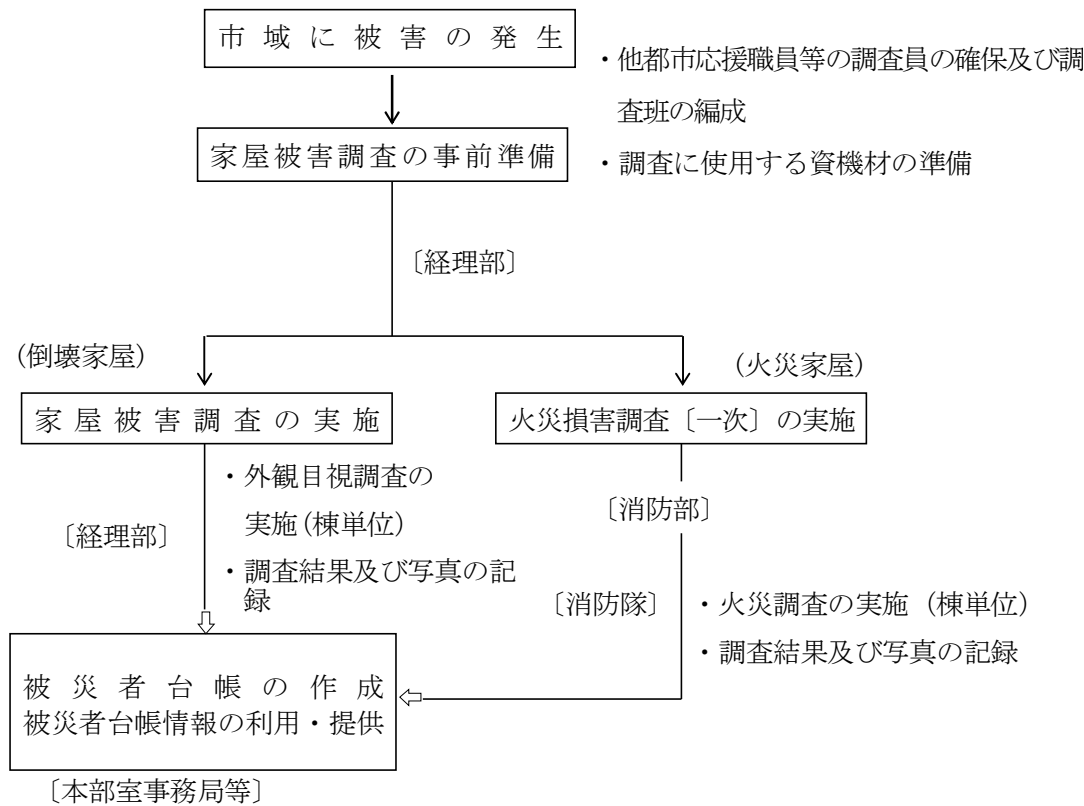 市域に被害の発生
・他都市応援職員等の調査員の確保及び調
査班の編成
家屋被害調査の事前準備
・調査に使用する資機材の準備
〔経理部〕
(倒壊家屋)
(火災家屋)
家屋被害調査の実施
火災損害調査〔一次〕の実施
・外観目視調査の
実施(棟単位)
〔経理部〕
・調査結果及び写真の記
録
〔消防部〕
〔消防隊〕
・火災調査の実施（棟単位）
・調査結果及び写真の記録
被災者台帳の作成
被災者台帳情報の利用・提供
〔本部室事務局等〕